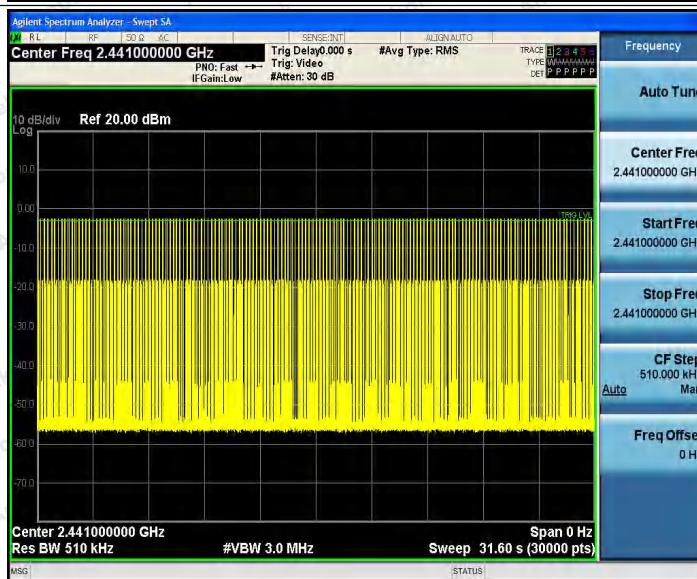 Agilent Spectrum Analyzer - Swept SA
RL RF 50 Ω AC SENSE:INT ALIGN AUTO
Center Freq 2.441000000 GHz
PNO: Fast
IFGain:Low
Trig Delay0.000 s
Trig: Video
#Atten: 30 dB
#Avg Type: RMS
TRACE 1 2 3 4 5 6
TYPE
DET P P P P P P
10 dB/div
Log
Ref 20.00 dBm
10.0
0.00
TRIG LVL
-10.0
-20.0
-30.0
-40.0
-50.0
-60.0
-70.0
Center 2.441000000 GHz
Span 0 Hz
Res BW 510 kHz
#VBW 3.0 MHz
Sweep 31.60 s (30000 pts)
MSG
STATUS
Frequency
Auto Tun
Center Fre
2.441000000 GH
Start Fre
2.441000000 GH
Stop Fre
2.441000000 GH
CF Step
510.000 kH
Auto Ma
Freq Offse
0 H